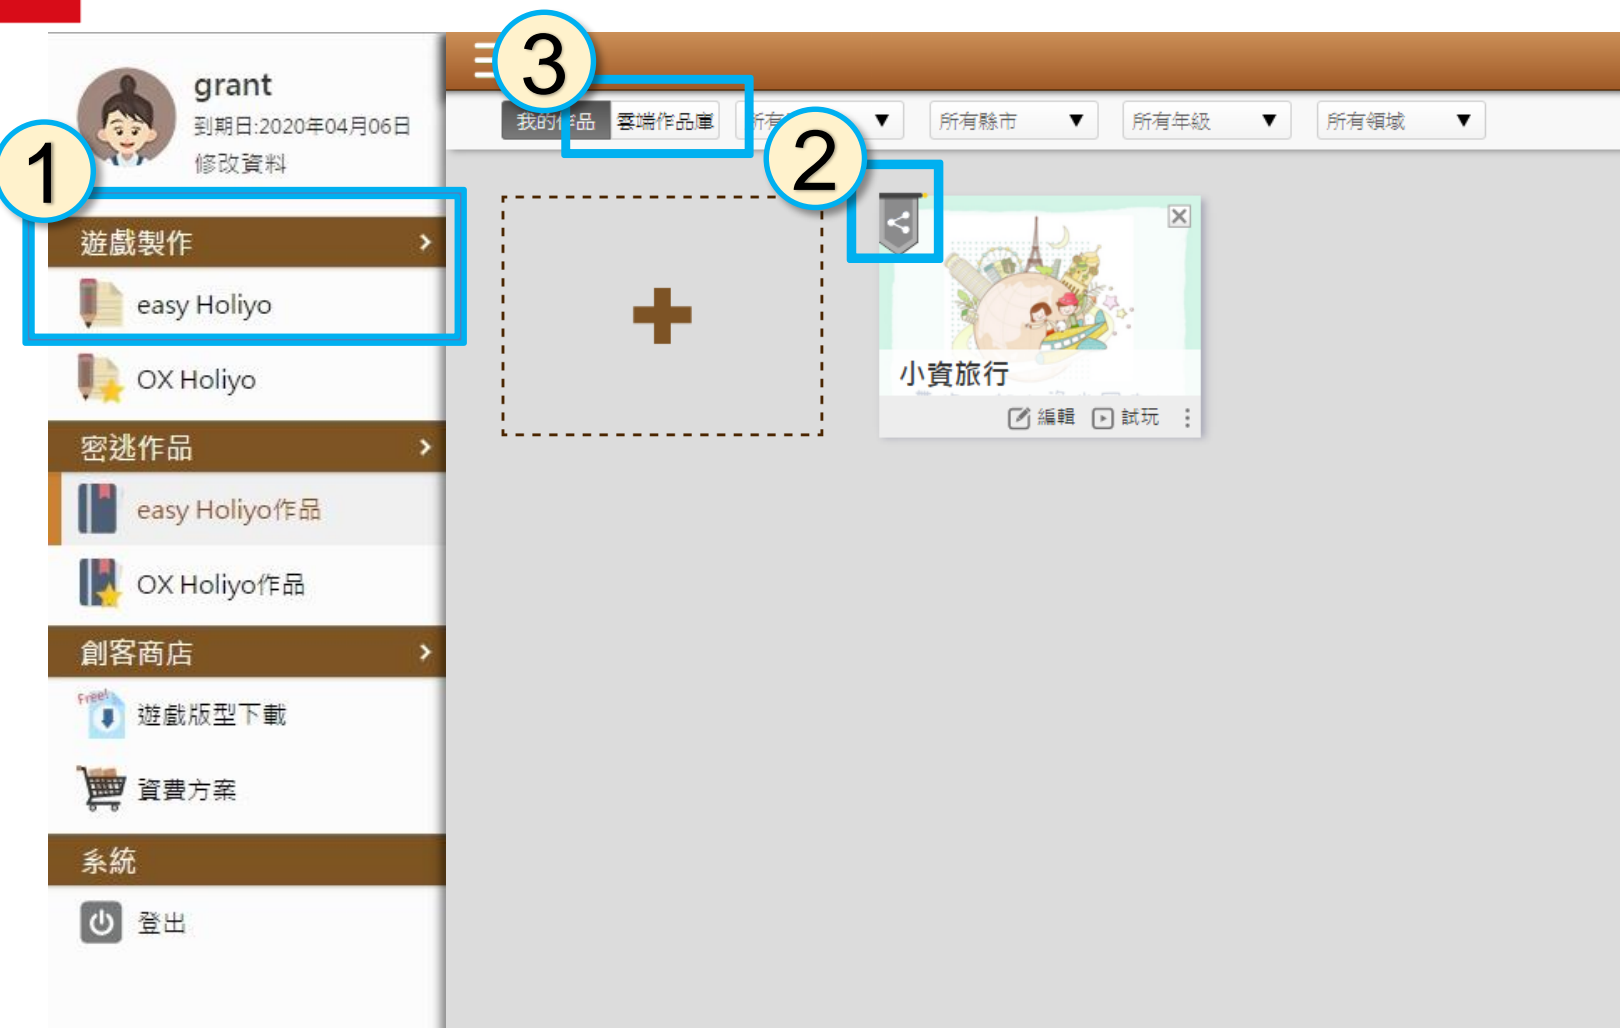 grant
到期日:2020年04月06日
修改資料
1
遊戲製作
easy Holiyo
OX Holiyo
密逃作品
easy Holiyo作品
OX Holiyo作品
創客商店
Free!
遊戲版型下載
資費方案
系統
登出
3
我的作品 雲端作品庫 所有 所有縣市 所有年級 所有領域
2
小資旅行
編輯 試玩